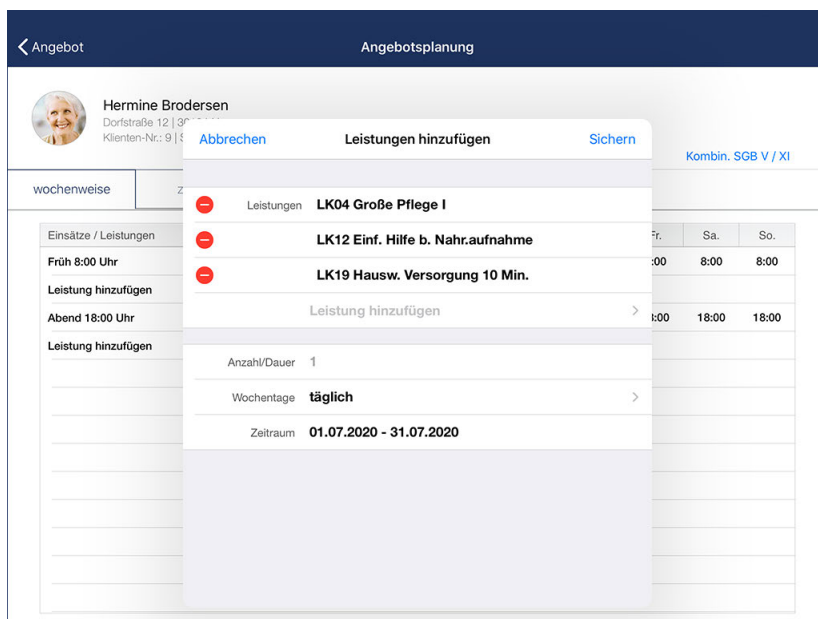 Angebot
Angebotsplanung
Hermine Brodersen
Dorfstraße 12 |
Klienten-Nr.: 9 |
Kombin. SGB V / XI
wochenweise
Abbrechen
Leistungen hinzufügen
Sichern
Leistungen LK04 Große Pflege I
LK12 Einf. Hilfe b. Nahr.aufnahme
LK19 Hausw. Versorgung 10 Min.
Leistung hinzufügen
Anzahl/Dauer 1
Wochentage täglich
Zeitraum 01.07.2020 - 31.07.2020
Einsätze / Leistungen Fr. Sa. So.
Früh 8:00 Uhr :00 8:00 8:00
Leistung hinzufügen
Abend 18:00 Uhr :00 18:00 18:00
Leistung hinzufügen